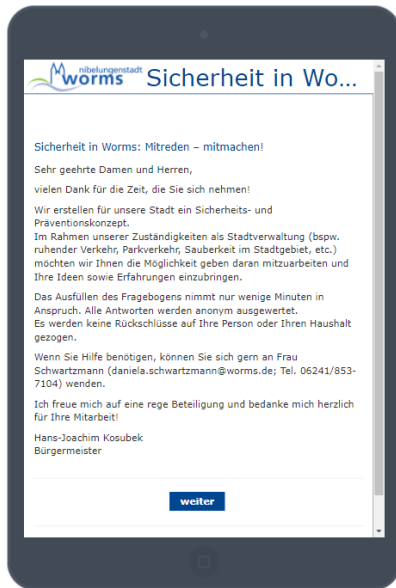 nibelungenstadt
worms
Sicherheit in Wo...
Sicherheit in Worms: Mitreden – mitmachen!
Sehr geehrte Damen und Herren,
vielen Dank für die Zeit, die Sie sich nehmen!
Wir erstellen für unsere Stadt ein Sicherheits- und
Präventionskonzept.
Im Rahmen unserer Zuständigkeiten als Stadtverwaltung (bspw.
ruhender Verkehr, Parkverkehr, Sauberkeit im Stadtgebiet, etc.)
möchten wir Ihnen die Möglichkeit geben daran mitzuarbeiten und
Ihre Ideen sowie Erfahrungen einzubringen.
Das Ausfüllen des Fragebogens nimmt nur wenige Minuten in
Anspruch. Alle Antworten werden anonym ausgewertet.
Es werden keine Rückschlüsse auf Ihre Person oder Ihren Haushalt
gezogen.
Wenn Sie Hilfe benötigen, können Sie sich gern an Frau
Schwartzmann (daniela.schwartzmann@worms.de; Tel. 06241/853-
7104) wenden.
Ich freue mich auf eine rege Beteiligung und bedanke mich herzlich
für Ihre Mitarbeit!
Hans-Joachim Kosubek
Bürgermeister
weiter